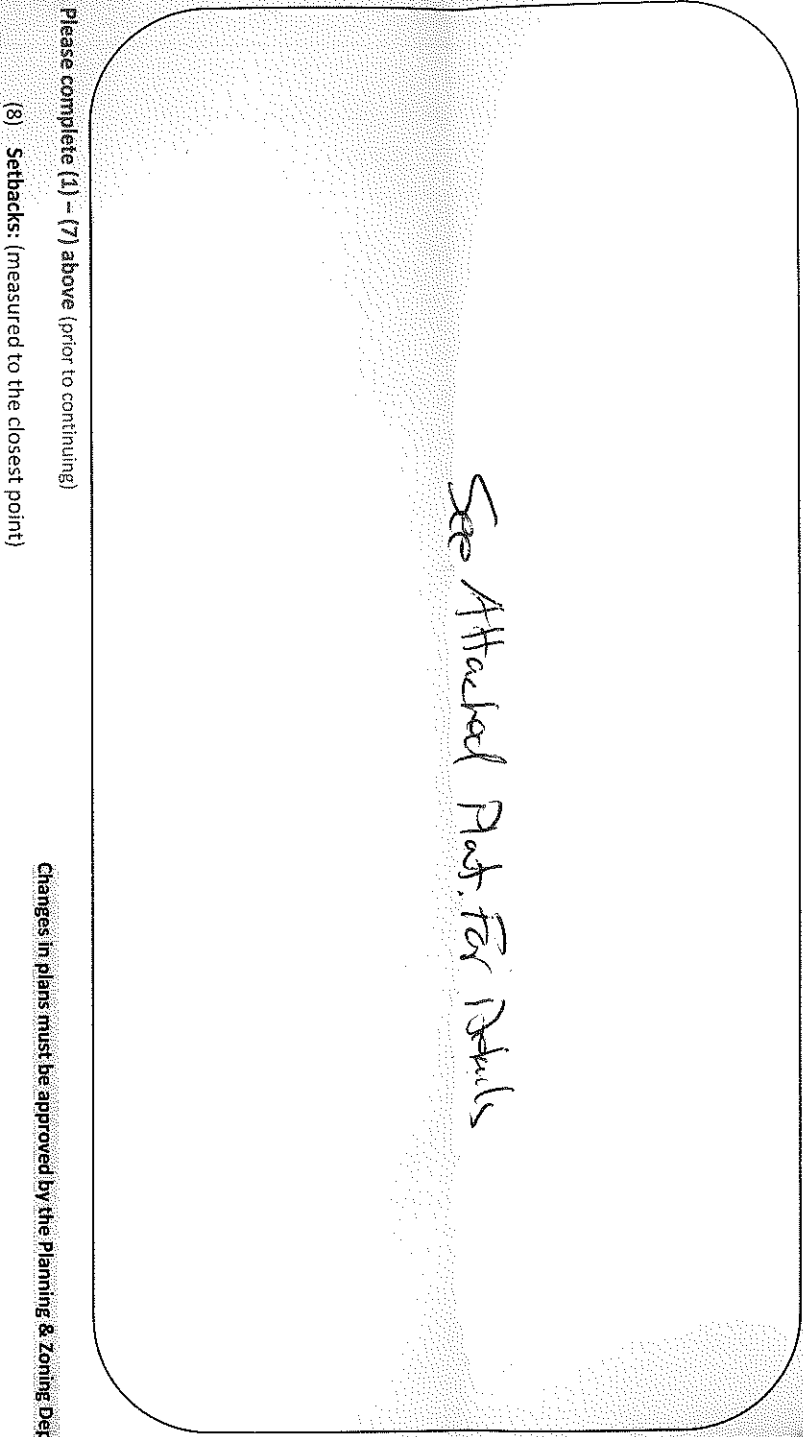 See Attached Plat. For Details
Please complete (1) – (7) above (prior to continuing)
Changes in plans must be approved by the Planning & Zoning Dep
(8) Setbacks: (measured to the closest point)